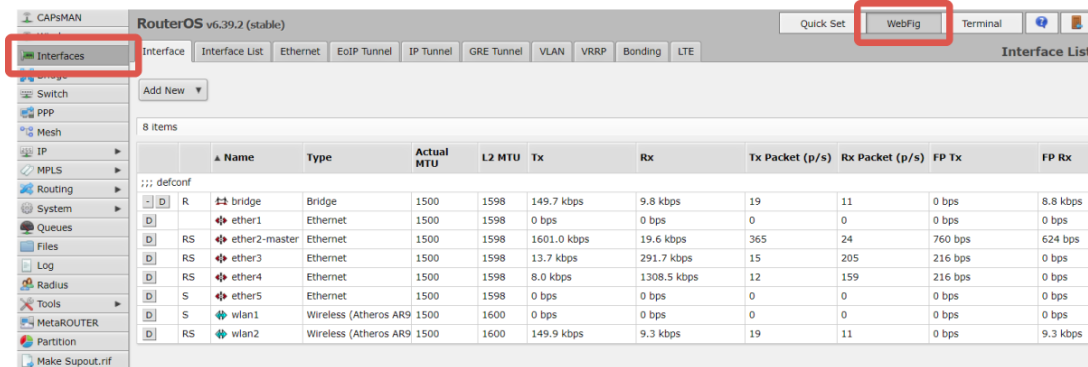 CAPsMAN
RouterOS v6.39.2 (stable)
Quick Set WebFig Terminal
Interfaces
Interface Interface List Ethernet EoIP Tunnel IP Tunnel GRE Tunnel VLAN VRRP Bonding LTE
Interface List
Bridge
Switch
Add New ▼
PPP
Mesh
8 items
IP
MPLS
▲ Name Type Actual MTU L2 MTU Tx Rx Tx Packet (p/s) Rx Packet (p/s) FP Tx FP Rx
;;; defconf
Routing
- D R bridge Bridge 1500 1598 149.7 kbps 9.8 kbps 19 11 0 bps 8.8 kbps
System
D ether1 Ethernet 1500 1598 0 bps 0 bps 0 0 0 bps 0 bps
Queues
D RS ether2-master Ethernet 1500 1598 1601.0 kbps 19.6 kbps 365 24 760 bps 624 bps
Files
D RS ether3 Ethernet 1500 1598 13.7 kbps 291.7 kbps 15 205 216 bps 0 bps
Log
D RS ether4 Ethernet 1500 1598 8.0 kbps 1308.5 kbps 12 159 216 bps 0 bps
Radius
D S ether5 Ethernet 1500 1598 0 bps 0 bps 0 0 0 bps 0 bps
Tools
D S wlan1 Wireless (Atheros AR9 1500 1600 0 bps 0 bps 0 0 0 bps 0 bps
MetaROUTER
D RS wlan2 Wireless (Atheros AR9 1500 1600 149.9 kbps 9.3 kbps 19 11 0 bps 9.3 kbps
Partition
Make Supout.rif